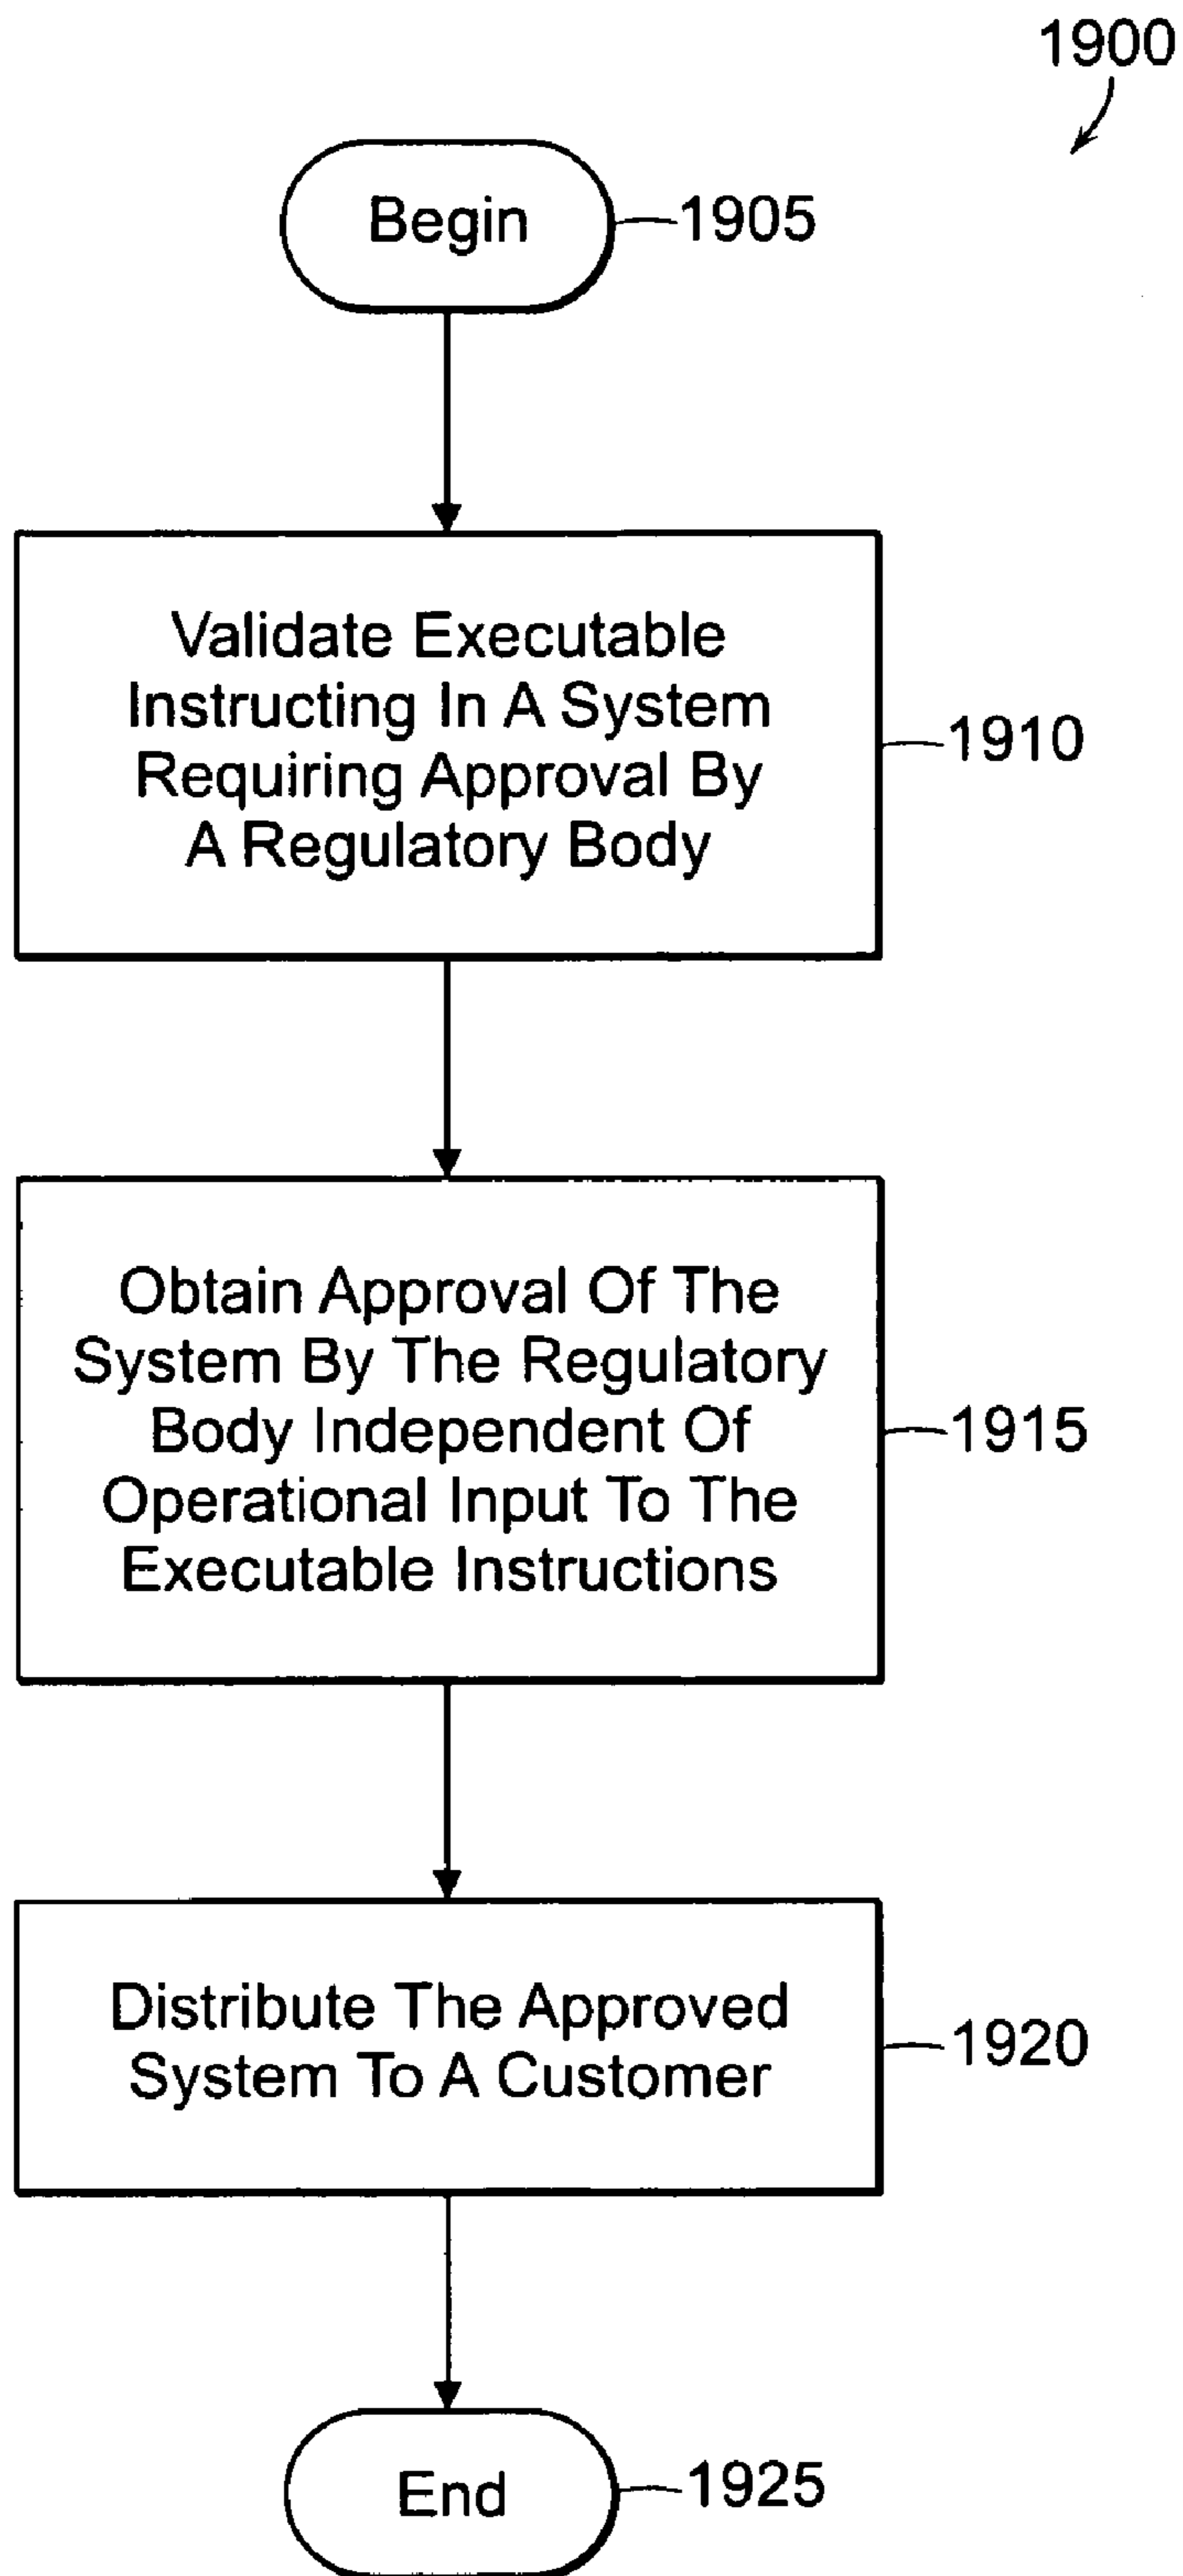 1900
Begin
1905
Validate Executable
Instructing In A System
Requiring Approval By
A Regulatory Body
1910
Obtain Approval Of The
System By The Regulatory
Body Independent Of
Operational Input To The
Executable Instructions
1915
Distribute The Approved
System To A Customer
1920
End
1925